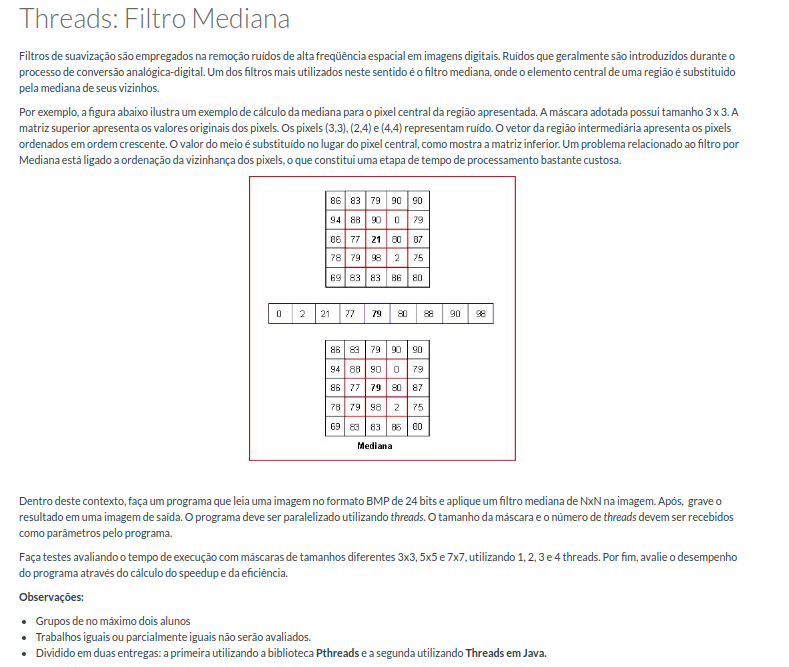 Threads: Filtro Mediana
Filtros de suavização são empregados na remoção ruídos de alta freqüência espacial em imagens digitais. Ruídos que geralmente são introduzidos durante o
processo de conversão analógica-digital. Um dos filtros mais utilizados neste sentido é o filtro mediana, onde o elemento central de uma região é substituido
pela mediana de seus vizinhos.
Por exemplo, a figura abaixo ilustra um exemplo de cálculo da mediana para o pixel central da região apresentada. A máscara adotada possui tamanho 3 x 3. A
matriz superior apresenta os valores originais dos pixels. Os pixels (3,3), (2,4) e (4,4) representam ruído. O vetor da região intermediária apresenta os pixels
ordenados em ordem crescente. O valor do meio é substituído no lugar do pixel central, como mostra a matriz inferior. Um problema relacionado ao filtro por
Mediana está ligado a ordenação da vizinhança dos pixels, o que constitui uma etapa de tempo de processamento bastante custosa.
86 83 79 90 90
94 88 90 0 79
86 77 21 80 87
78 79 98 2 75
69 83 83 86 80
0 2 21 77 79 80 88 90 98
86 83 79 90 90
94 88 90 0 79
86 77 79 80 87
78 79 98 2 75
69 83 83 86 80
Mediana
Dentro deste contexto, faça um programa que leia uma imagem no formato BMP de 24 bits e aplique um filtro mediana de NxN na imagem. Após, grave o
resultado em uma imagem de saída. O programa deve ser paralelizado utilizando threads. O tamanho da máscara e o número de threads devem ser recebidos
como parâmetros pelo programa.
Faça testes avaliando o tempo de execução com máscaras de tamanhos diferentes 3x3, 5x5 e 7x7, utilizando 1, 2, 3 e 4 threads. Por fim, avalie o desempenho
do programa através do cálculo do speedup e da eficiência.
Observações:
• Grupos de no máximo dois alunos
• Trabalhos iguais ou parcialmente iguais não serão avaliados.
• Dividido em duas entregas: a primeira utilizando a biblioteca Pthreads e a segunda utilizando Threads em Java.